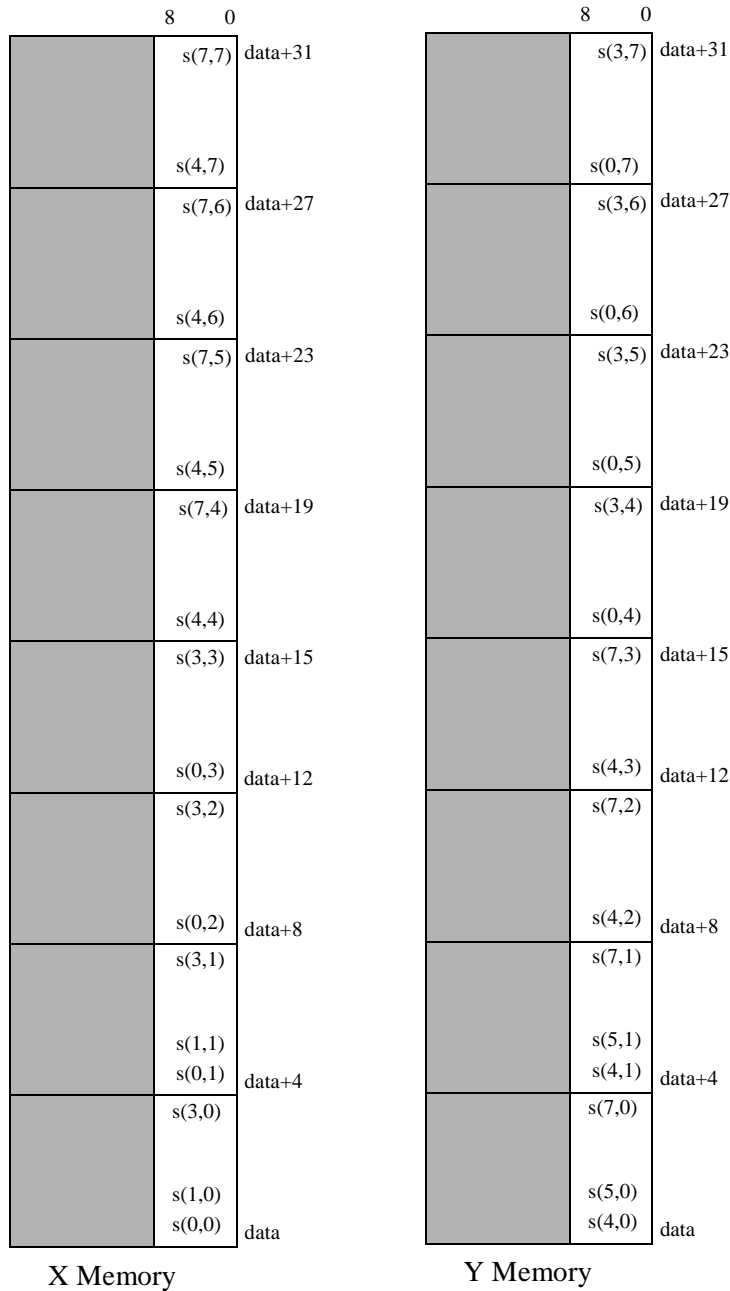 8 0
s(7,7) data+31
s(4,7)
s(7,6) data+27
s(4,6)
s(7,5) data+23
s(4,5)
s(7,4) data+19
s(4,4)
s(3,3) data+15
s(0,3) data+12
s(3,2)
s(0,2) data+8
s(3,1)
s(1,1)
s(0,1) data+4
s(3,0)
s(1,0)
s(0,0) data
X Memory
8 0
s(3,7) data+31
s(0,7)
s(3,6) data+27
s(0,6)
s(3,5) data+23
s(0,5)
s(3,4) data+19
s(0,4)
s(7,3) data+15
s(4,3) data+12
s(7,2)
s(4,2) data+8
s(7,1)
s(5,1)
s(4,1) data+4
s(7,0)
s(5,0)
s(4,0) data
Y Memory